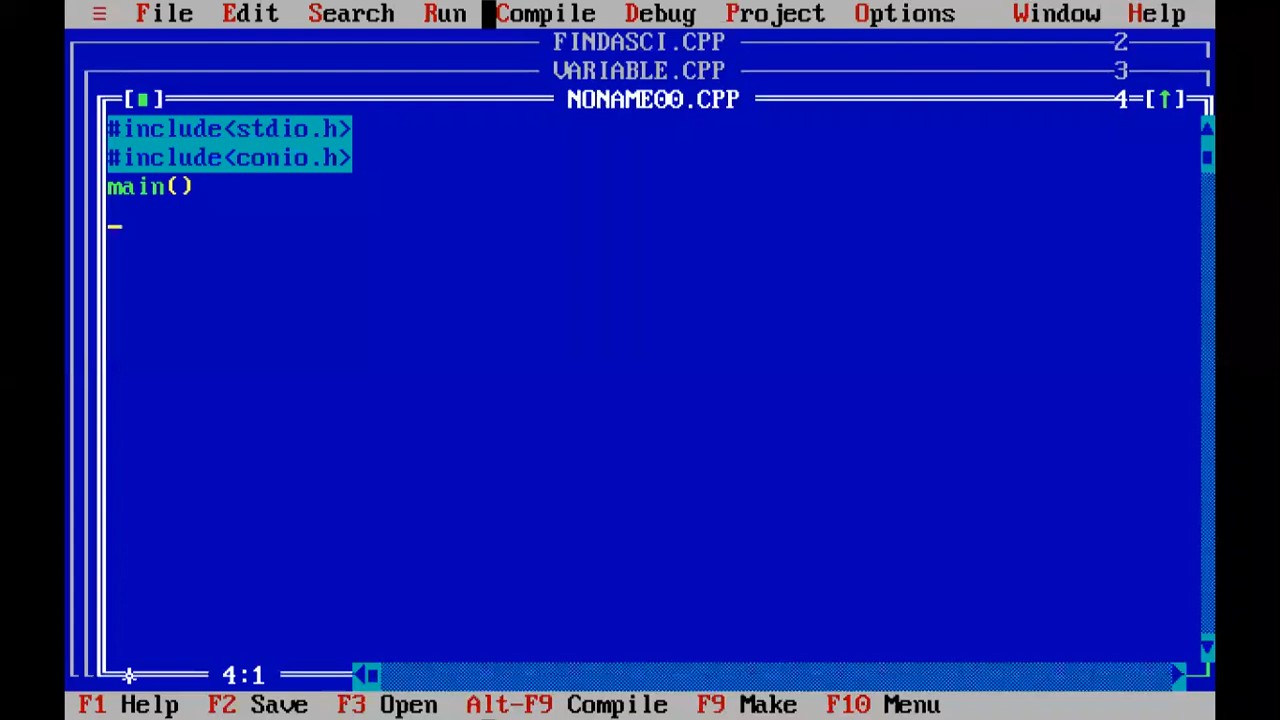 ≡ File Edit Search Run Compile Debug Project Options Window Help
FINDASCI.CPP 2
VARIABLE.CPP 3
[■] NONAME00.CPP 4=[↑]
#include<stdio.h>
#include<conio.h>
main()
4:1
F1 Help F2 Save F3 Open Alt-F9 Compile F9 Make F10 Menu